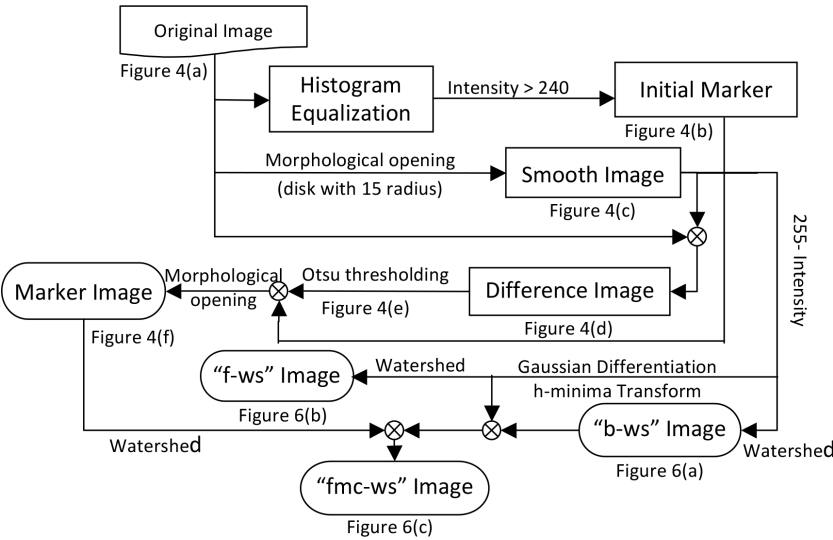 Original Image
Figure 4(a)
Histogram
Equalization
Intensity > 240
Initial Marker
Figure 4(b)
Morphological opening
(disk with 15 radius)
Smooth Image
Figure 4(c)
255- Intensity
Marker Image
Figure 4(f)
Morphological
opening
Otsu thresholding
Figure 4(e)
Difference Image
Figure 4(d)
“f-ws” Image
Figure 6(b)
Watershed
Gaussian Differentiation
h-minima Transform
Watershed
“b-ws” Image
Figure 6(a)
Watershed
“fmc-ws” Image
Figure 6(c)